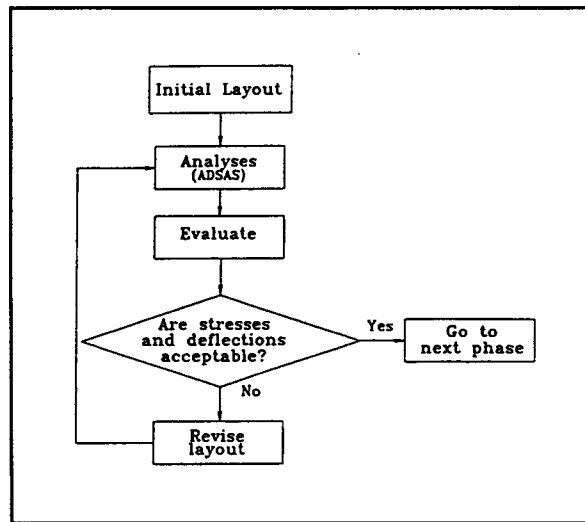 Initial Layout
Analyses
(ADSAS)
Evaluate
Are stresses
and deflections
acceptable?
Yes
Go to
next phase
No
Revise
layout